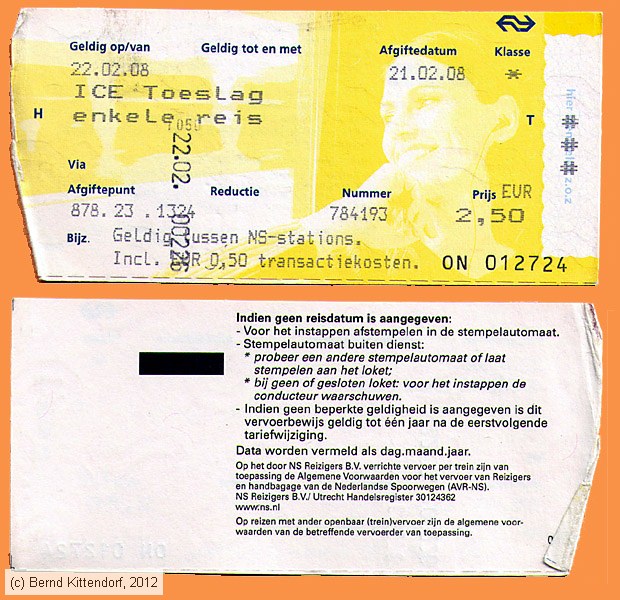 Geldig op/van Geldig tot en met Afgiftedatum Klasse
22.02.08 21.02.08 *
ICE Toeslag
H enkele reis T
Via
Afgiftepunt Reductie Nummer Prijs EUR
878.23 .1324 784193 2,50
Bijz. Geldig tussen NS-stations.
Incl. EUR 0,50 transactiekosten. ON 012724
22.02.
###
hier
z.o.z
Indien geen reisdatum is aangegeven:
- Voor het instappen afstempelen in de stempelautomaat.
- Stempelautomaat buiten dienst:
* probeer een andere stempelautomaat of laat
stempelen aan het loket;
* bij geen of gesloten loket: voor het instappen de
conducteur waarschuwen.
- Indien geen beperkte geldigheid is aangegeven is dit
vervoerbewijs geldig tot één jaar na de eerstvolgende
tariefwijziging.
Data worden vermeld als dag.maand.jaar.
Op het door NS Reizigers B.V. verrichte vervoer per trein zijn van
toepassing de Algemene Voorwaarden voor het vervoer van Reizigers
en handbagage van de Nederlandse Spoorwegen (AVR-NS).
NS Reizigers B.V./ Utrecht Handelsregister 30124362
www.ns.nl
Op reizen met ander openbaar (trein)vervoer zijn de algemene voor-
waarden van de betreffende vervoerder van toepassing.
(c) Bernd Kittendorf, 2012